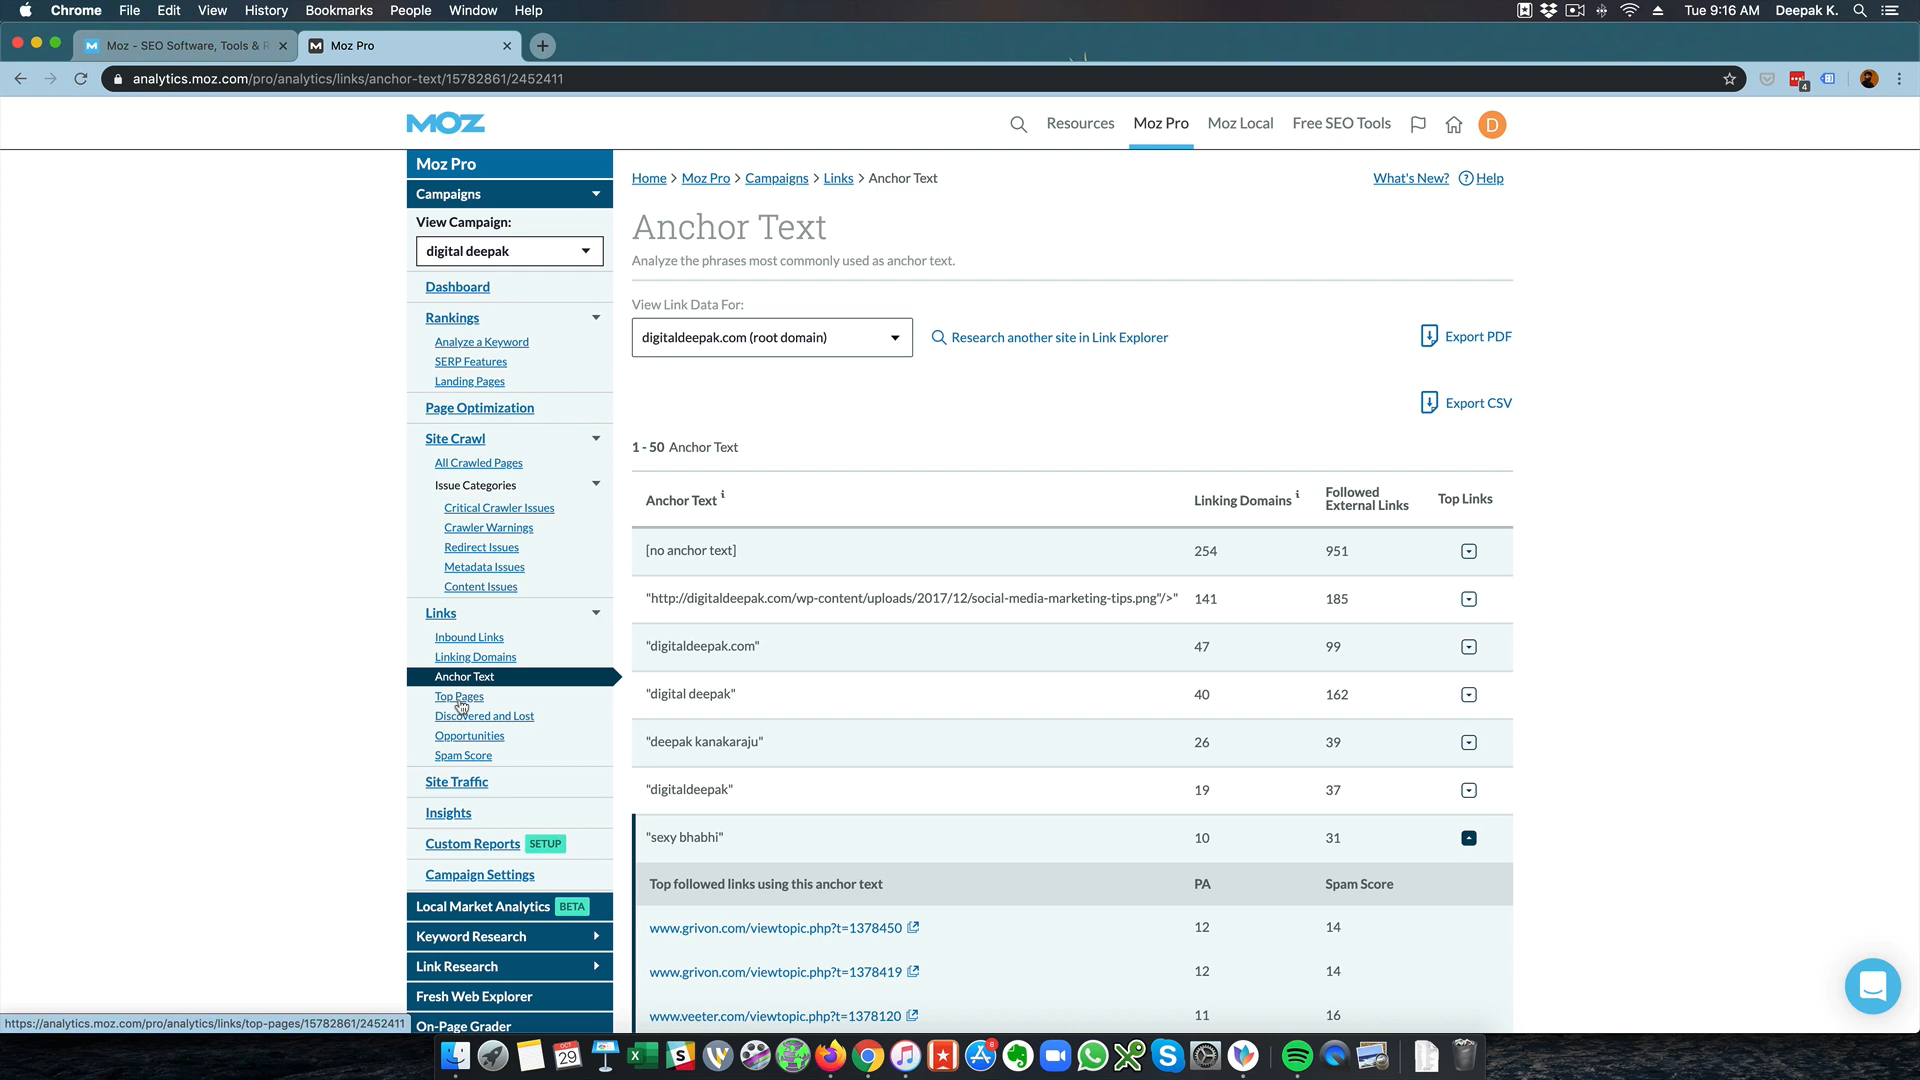 Chrome File Edit View History Bookmarks People Window Help
Tue 9:16 AM Deepak K.
Moz - SEO Software, Tools & R
Moz Pro
analytics.moz.com/pro/analytics/links/anchor-text/15782861/2452411
4
MOZ
Resources Moz Pro Moz Local Free SEO Tools D
Moz Pro
Campaigns
View Campaign:
digital deepak
Dashboard
Rankings
Analyze a Keyword
SERP Features
Landing Pages
Page Optimization
Site Crawl
All Crawled Pages
Issue Categories
Critical Crawler Issues
Crawler Warnings
Redirect Issues
Metadata Issues
Content Issues
Links
Inbound Links
Linking Domains
Anchor Text
Top Pages
Discovered and Lost
Opportunities
Spam Score
Site Traffic
Insights
Custom Reports SETUP
Campaign Settings
Local Market Analytics BETA
Keyword Research
Link Research
Fresh Web Explorer
On-Page Grader
Home > Moz Pro > Campaigns > Links > Anchor Text
What's New? ? Help
Anchor Text
Analyze the phrases most commonly used as anchor text.
View Link Data For:
digitaldeepak.com (root domain)
Research another site in Link Explorer
Export PDF
Export CSV
1 - 50 Anchor Text
Anchor Text i Linking Domains i Followed External Links Top Links
[no anchor text] 254 951
"http://digitaldeepak.com/wp-content/uploads/2017/12/social-media-marketing-tips.png"/>" 141 185
"digitaldeepak.com" 47 99
"digital deepak" 40 162
"deepak kanakaraju" 26 39
"digitaldeepak" 19 37
"sexy bhabhi" 10 31
Top followed links using this anchor text PA Spam Score
www.grivon.com/viewtopic.php?t=1378450 12 14
www.grivon.com/viewtopic.php?t=1378419 12 14
www.veeter.com/viewtopic.php?t=1378120 11 16
https://analytics.moz.com/pro/analytics/links/top-pages/15782861/2452411
OCT
29
8